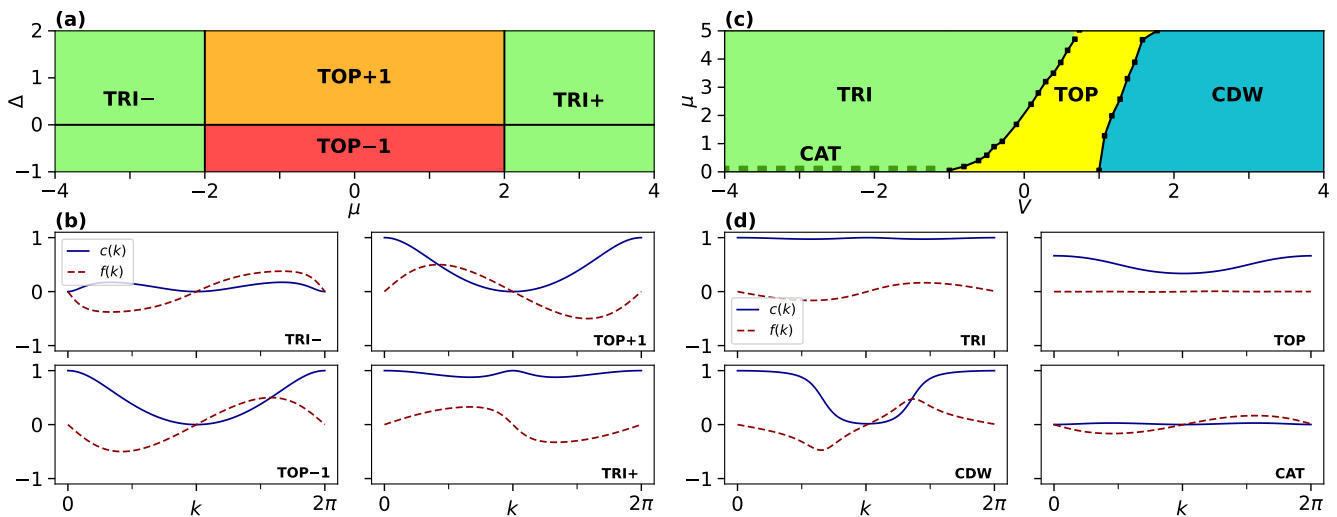 (a)
2
1
0
−1
Δ
TRI−
TOP+1
TOP−1
TRI+
−4
−2
0
2
4
μ
(c)
5
4
3
2
1
0
μ
TRI
CAT
TOP
CDW
−4
−2
0
2
4
V
(b)
1
0
−1
c(k)
f(k)
TRI−
TOP+1
1
0
−1
TOP−1
TRI+
0
k
2π
0
k
2π
(d)
1
0
−1
c(k)
f(k)
TRI
TOP
1
0
−1
CDW
CAT
0
k
2π
0
k
2π